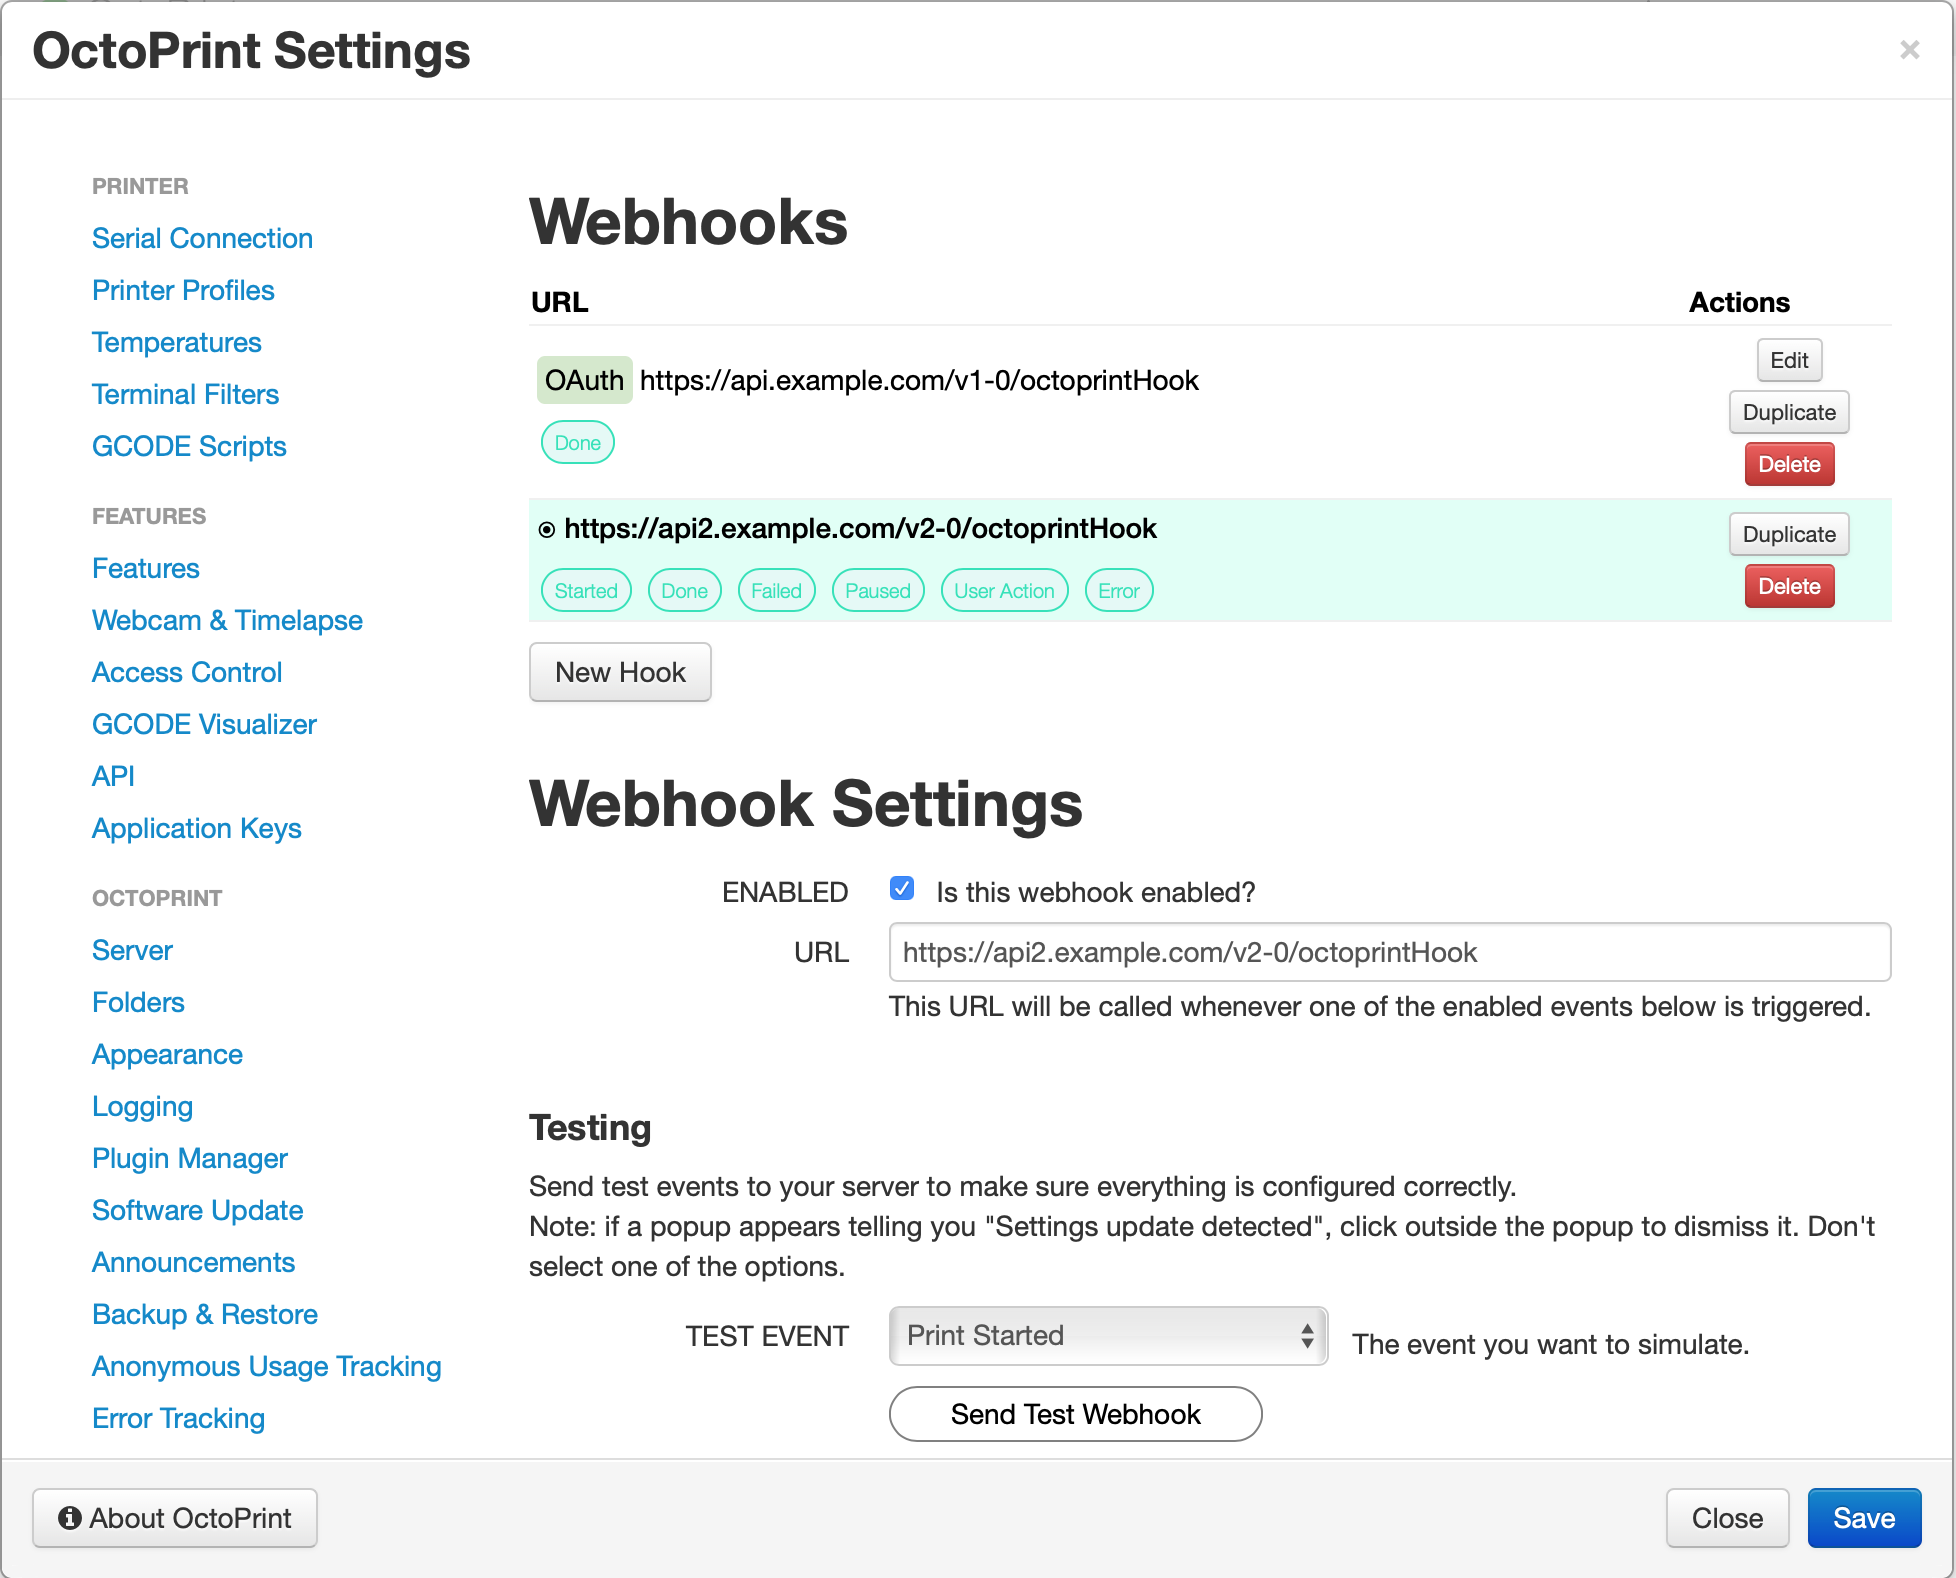 OctoPrint Settings
×
PRINTER
Serial Connection
Printer Profiles
Temperatures
Terminal Filters
GCODE Scripts
FEATURES
Features
Webcam & Timelapse
Access Control
GCODE Visualizer
API
Application Keys
OCTOPRINT
Server
Folders
Appearance
Logging
Plugin Manager
Software Update
Announcements
Backup & Restore
Anonymous Usage Tracking
Error Tracking
Webhooks
URL Actions
OAuth https://api.example.com/v1-0/octoprintHook
Done
Edit
Duplicate
Delete
https://api2.example.com/v2-0/octoprintHook
Started Done Failed Paused User Action Error
Duplicate
Delete
New Hook
Webhook Settings
ENABLED Is this webhook enabled?
URL https://api2.example.com/v2-0/octoprintHook
This URL will be called whenever one of the enabled events below is triggered.
Testing
Send test events to your server to make sure everything is configured correctly.
Note: if a popup appears telling you "Settings update detected", click outside the popup to dismiss it. Don't
select one of the options.
TEST EVENT Print Started The event you want to simulate.
Send Test Webhook
About OctoPrint Close Save